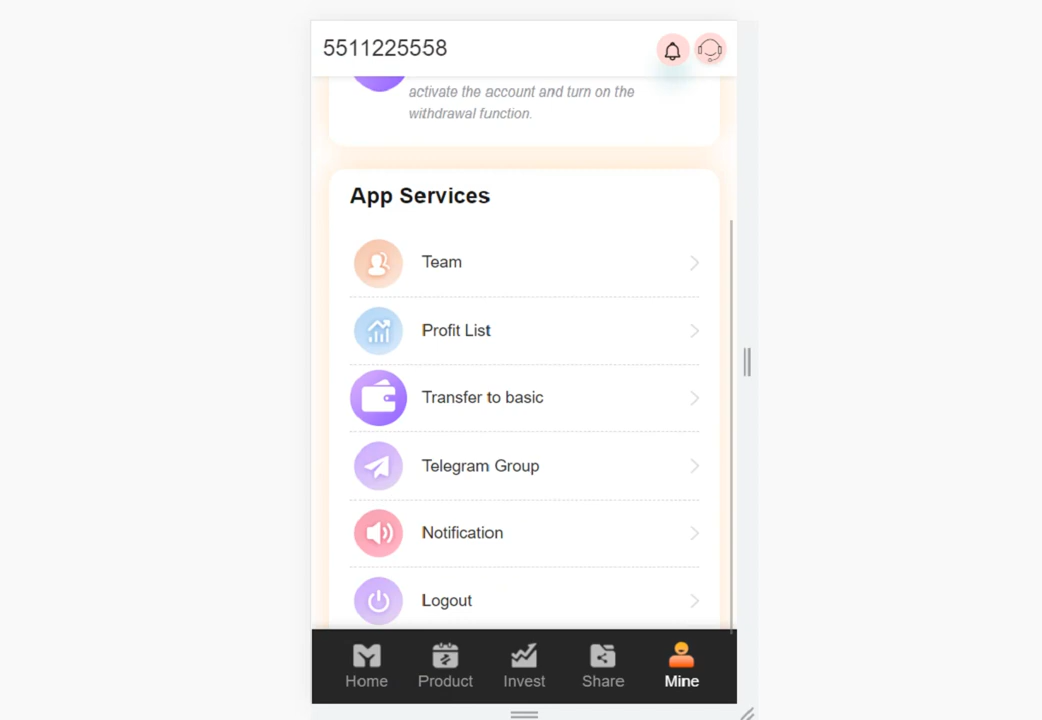 5511225558
activate the account and turn on the
withdrawal function.
App Services
Team
Profit List
Transfer to basic
Telegram Group
Notification
Logout
Home Product Invest Share Mine